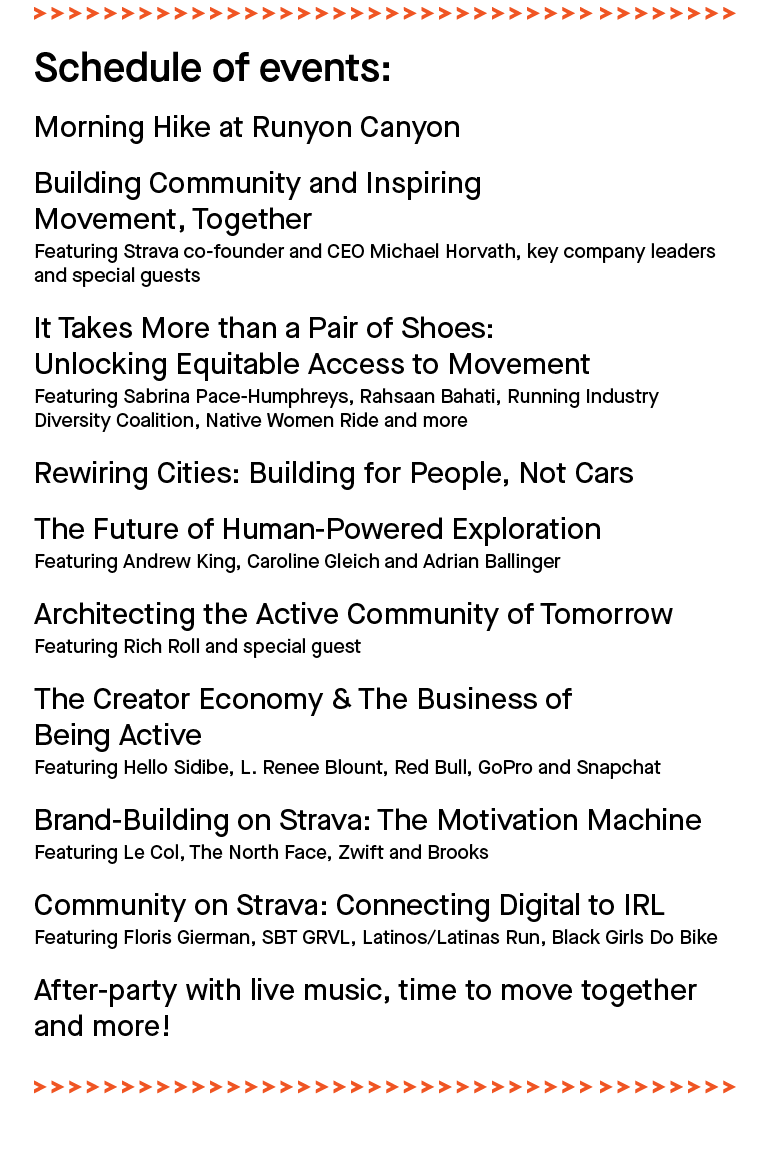 Schedule of events:
Morning Hike at Runyon Canyon
Building Community and Inspiring
Movement, Together
Featuring Strava co-founder and CEO Michael Horvath, key company leaders
and special guests
It Takes More than a Pair of Shoes:
Unlocking Equitable Access to Movement
Featuring Sabrina Pace-Humphreys, Rahsaan Bahati, Running Industry
Diversity Coalition, Native Women Ride and more
Rewiring Cities: Building for People, Not Cars
The Future of Human-Powered Exploration
Featuring Andrew King, Caroline Gleich and Adrian Ballinger
Architecting the Active Community of Tomorrow
Featuring Rich Roll and special guest
The Creator Economy & The Business of
Being Active
Featuring Hello Sidibe, L. Renee Blount, Red Bull, GoPro and Snapchat
Brand-Building on Strava: The Motivation Machine
Featuring Le Col, The North Face, Zwift and Brooks
Community on Strava: Connecting Digital to IRL
Featuring Floris Gierman, SBT GRVL, Latinos/Latinas Run, Black Girls Do Bike
After-party with live music, time to move together
and more!